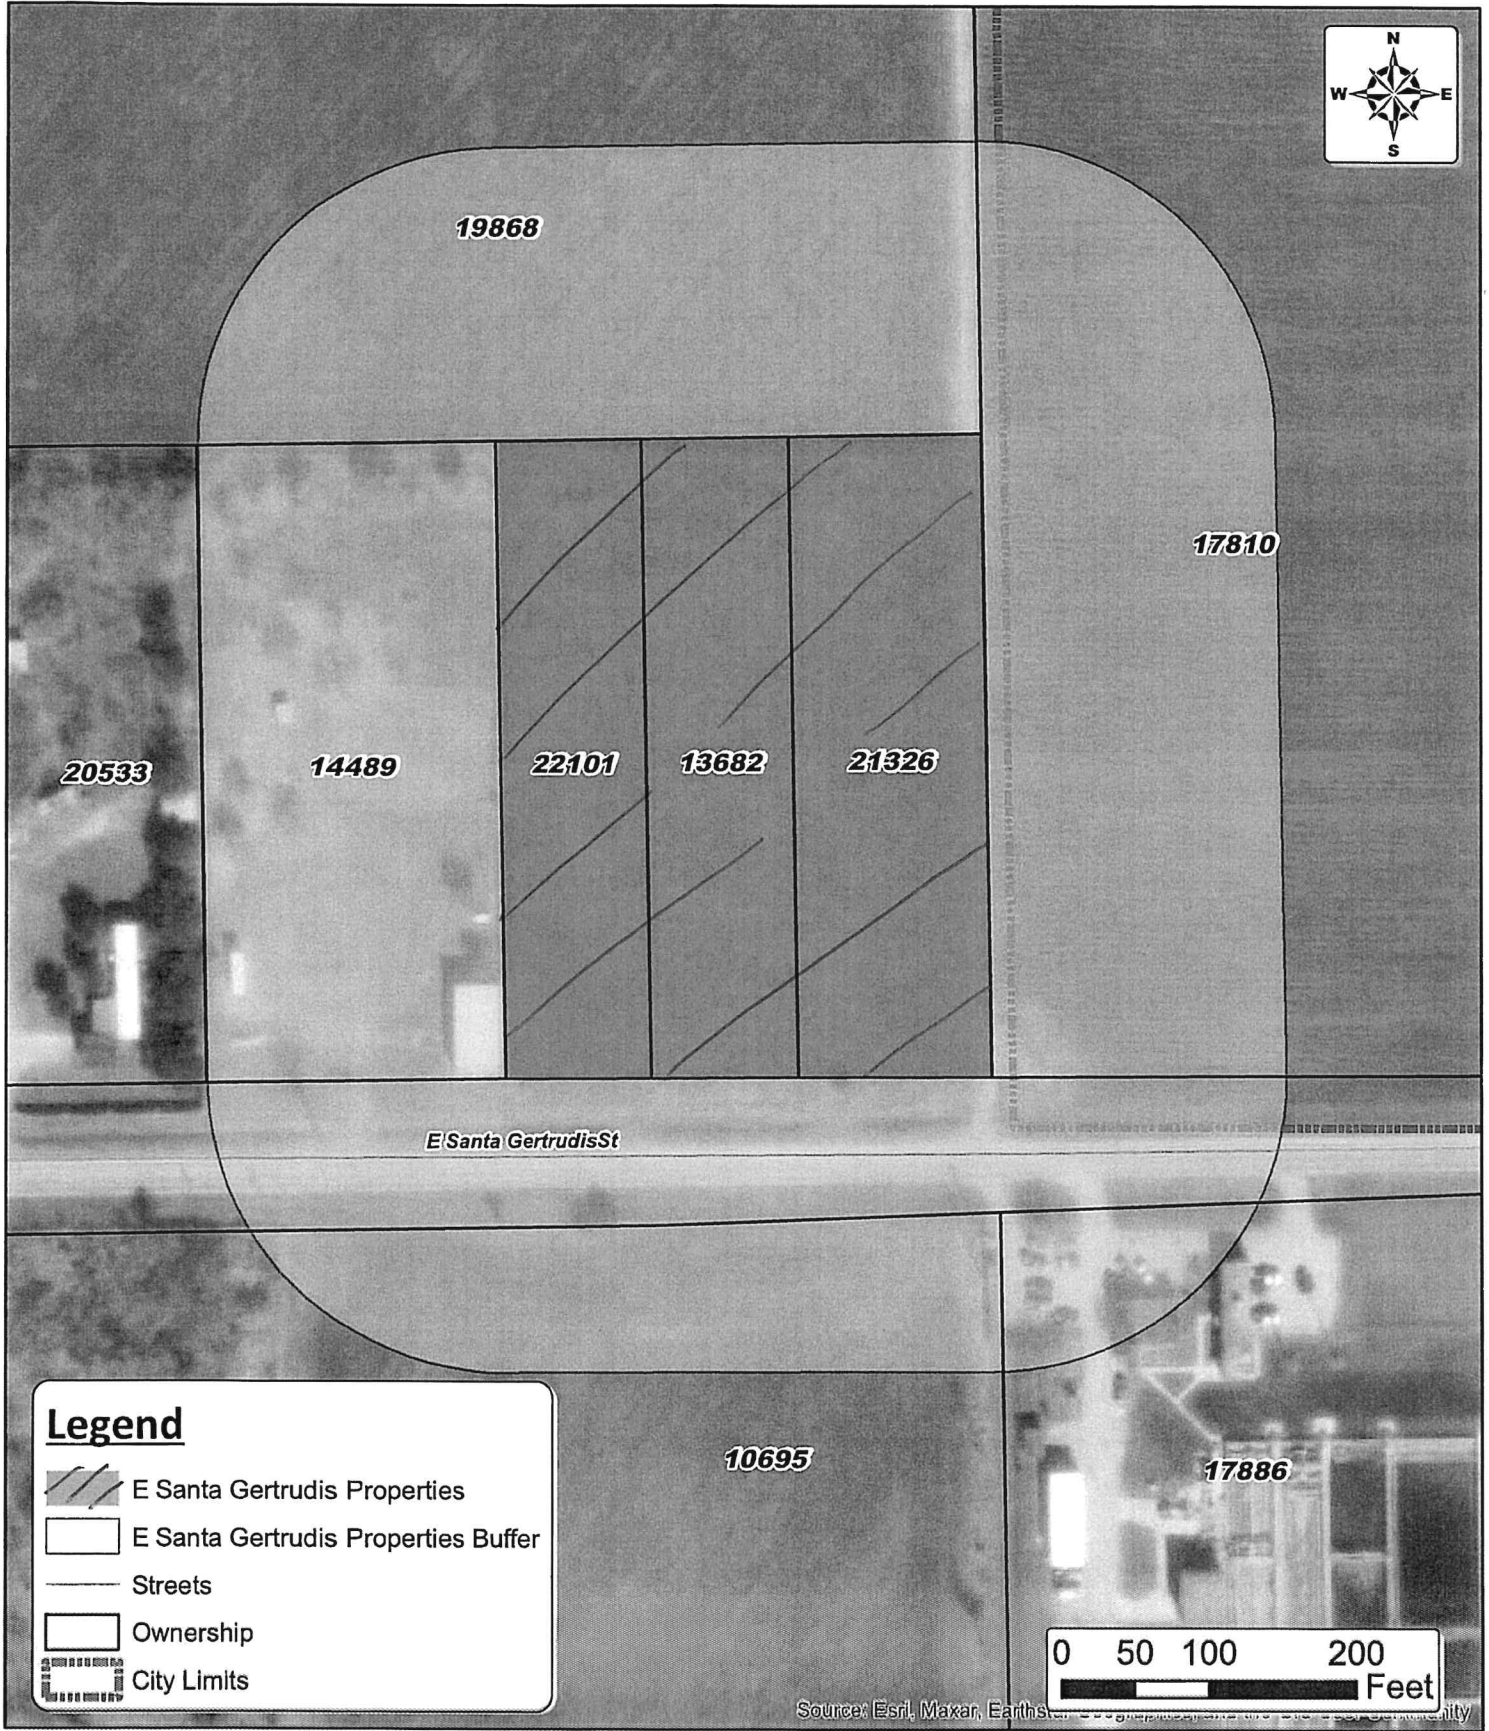 N
W E
S
19868
17810
20533
14489
22101
13682
21326
E Santa GertrudisSt
10695
17886
Legend
E Santa Gertrudis Properties
E Santa Gertrudis Properties Buffer
Streets
Ownership
City Limits
0 50 100 200
Feet
Source: Esri, Maxar,